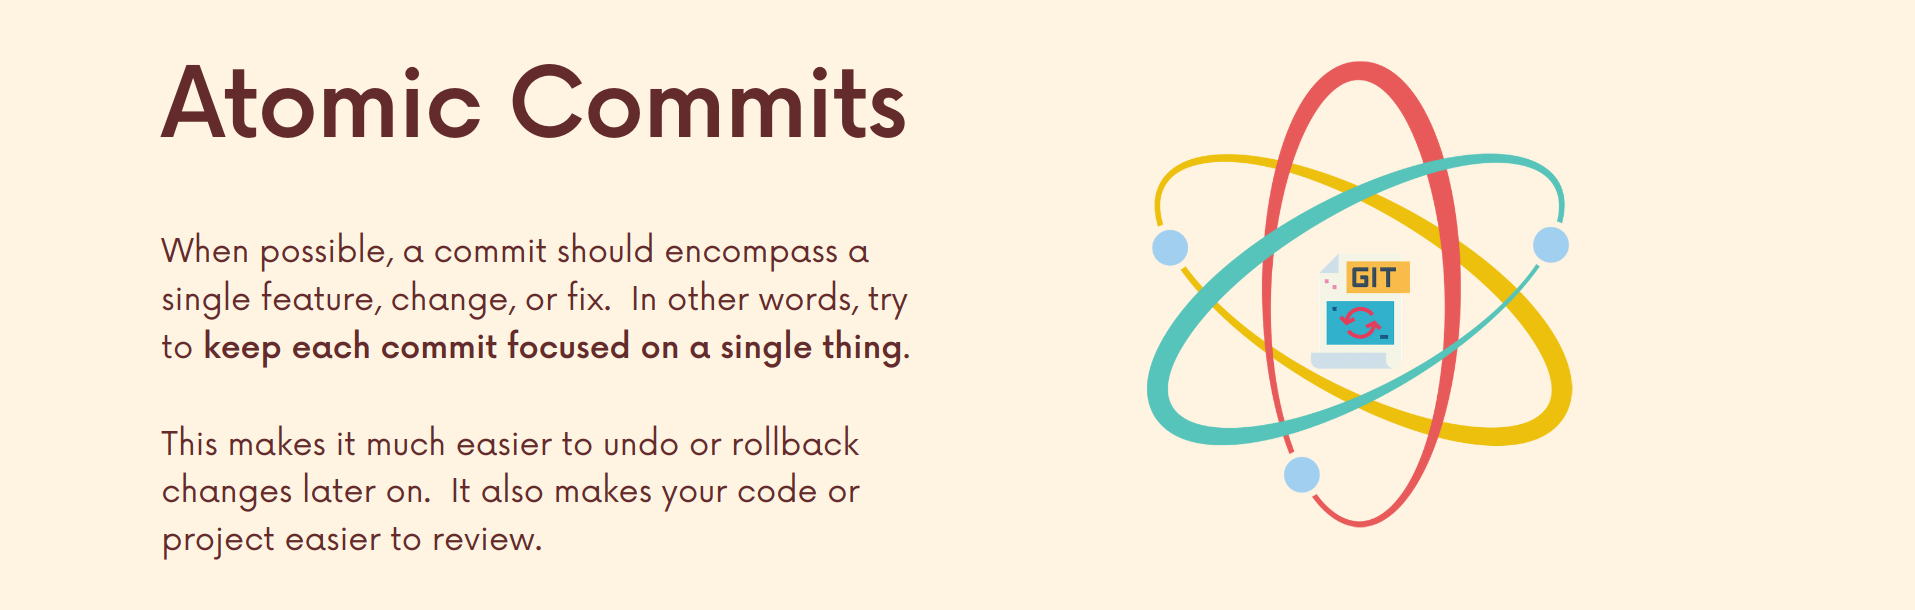 Atomic Commits
When possible, a commit should encompass a
single feature, change, or fix.  In other words, try
to keep each commit focused on a single thing.
This makes it much easier to undo or rollback
changes later on.  It also makes your code or
project easier to review.
GIT